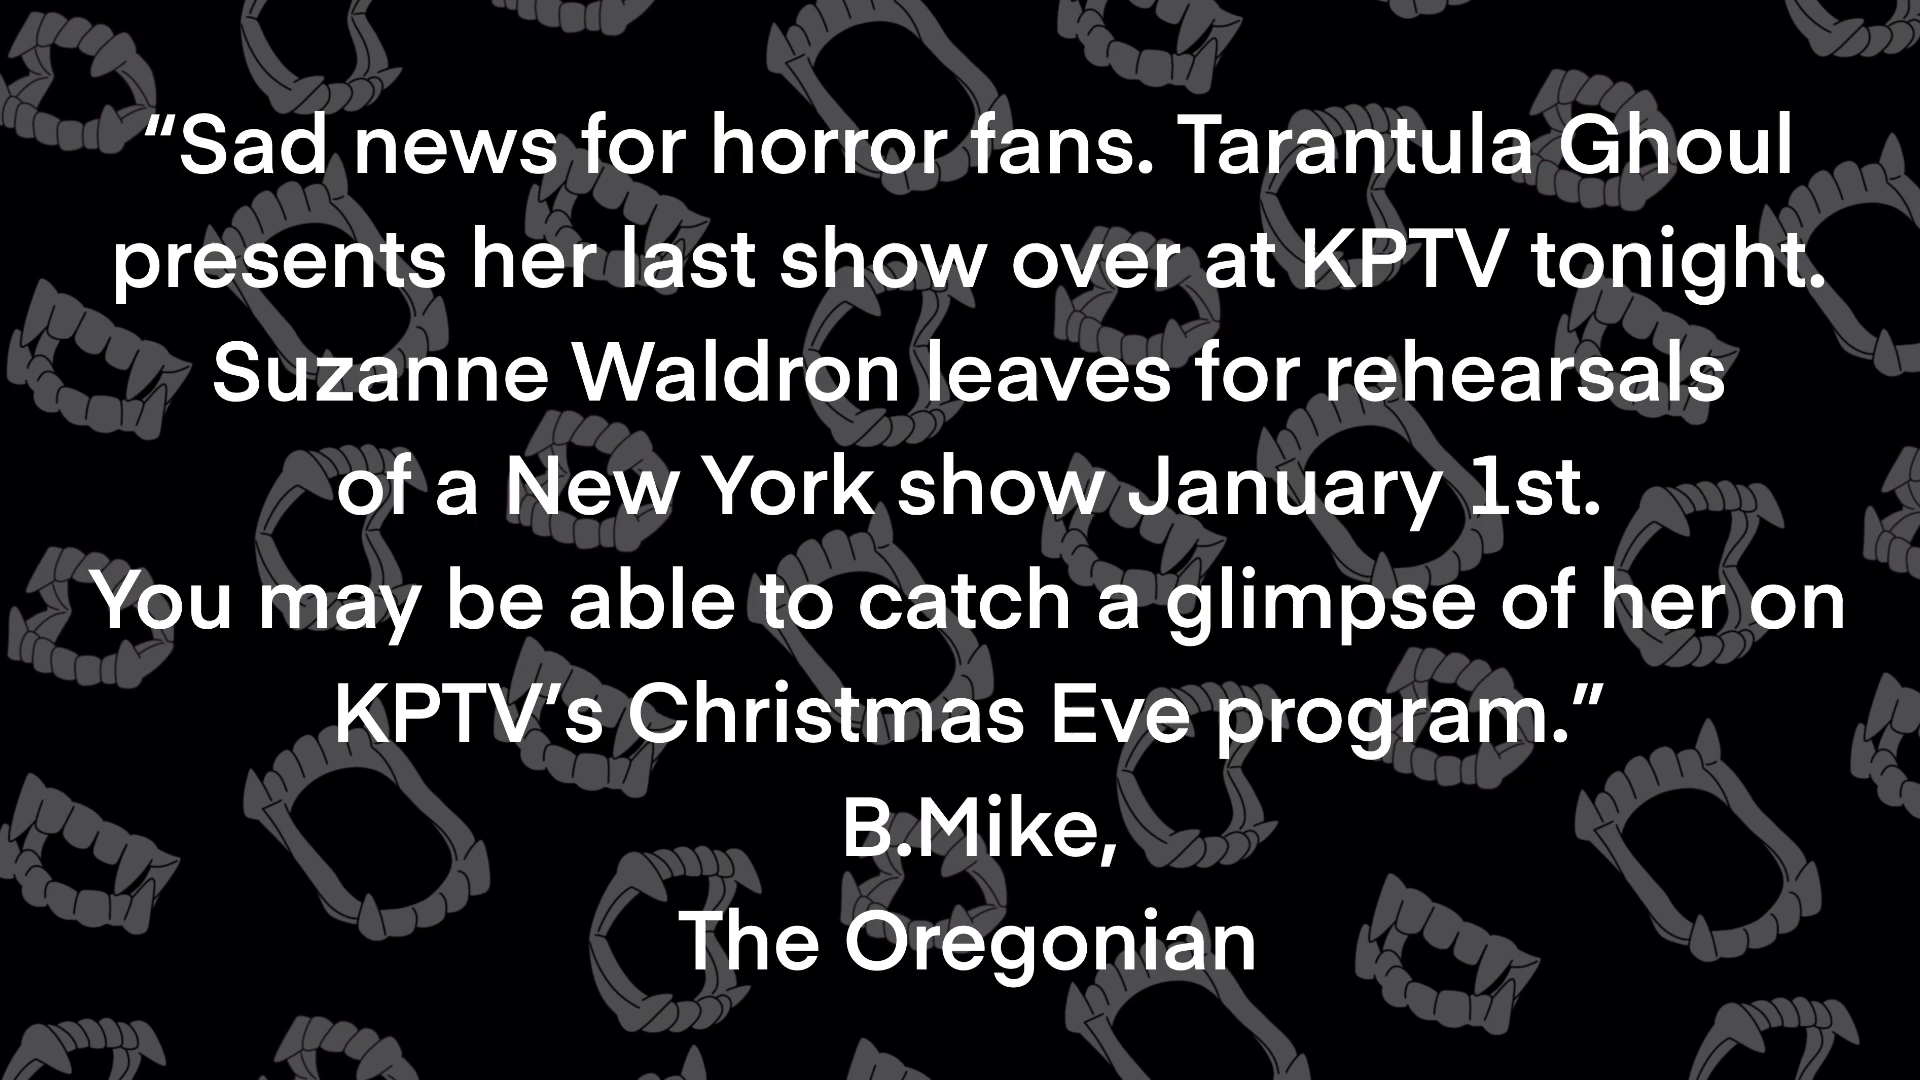 “Sad news for horror fans. Tarantula Ghoul
presents her last show over at KPTV tonight.
Suzanne Waldron leaves for rehearsals
of a New York show January 1st.
You may be able to catch a glimpse of her on
KPTV’s Christmas Eve program.”
B.Mike,
The Oregonian